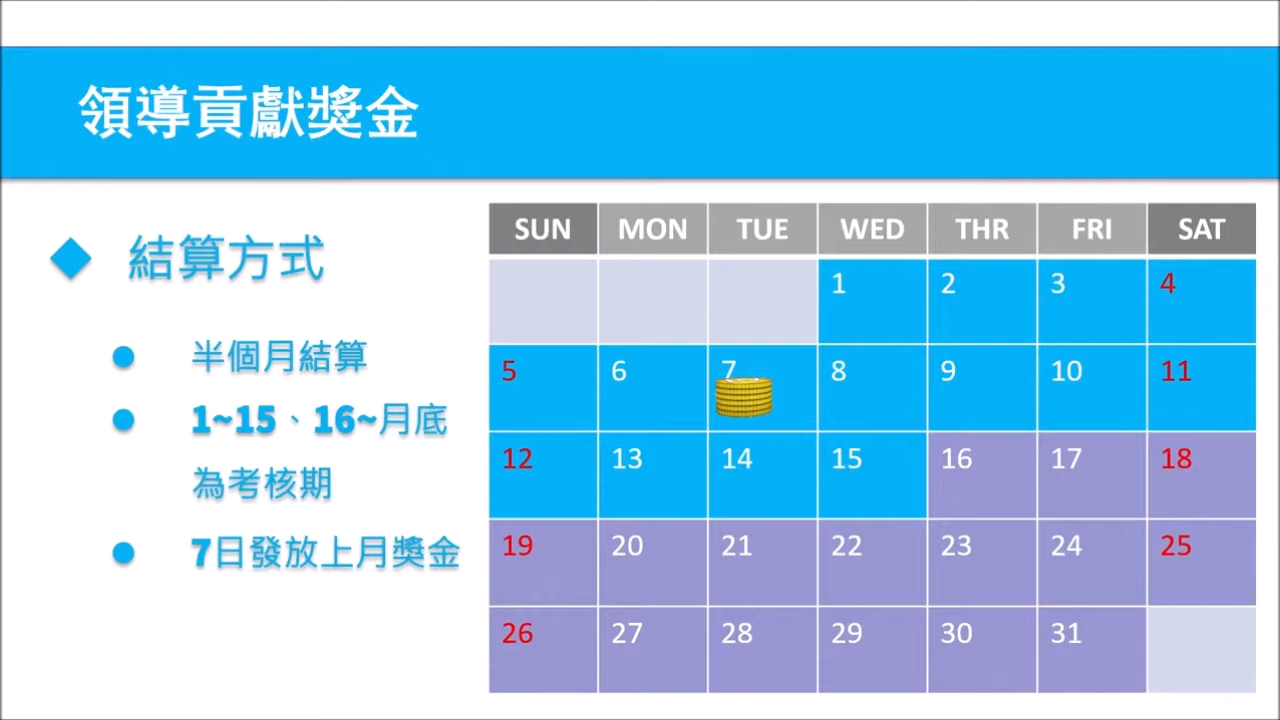 領導貢獻獎金
結算方式
半個月結算
1~15、16~月底
為考核期
7日發放上月獎金
SUN MON TUE WED THR FRI SAT
1 2 3 4
5 6 7 8 9 10 11
12 13 14 15 16 17 18
19 20 21 22 23 24 25
26 27 28 29 30 31